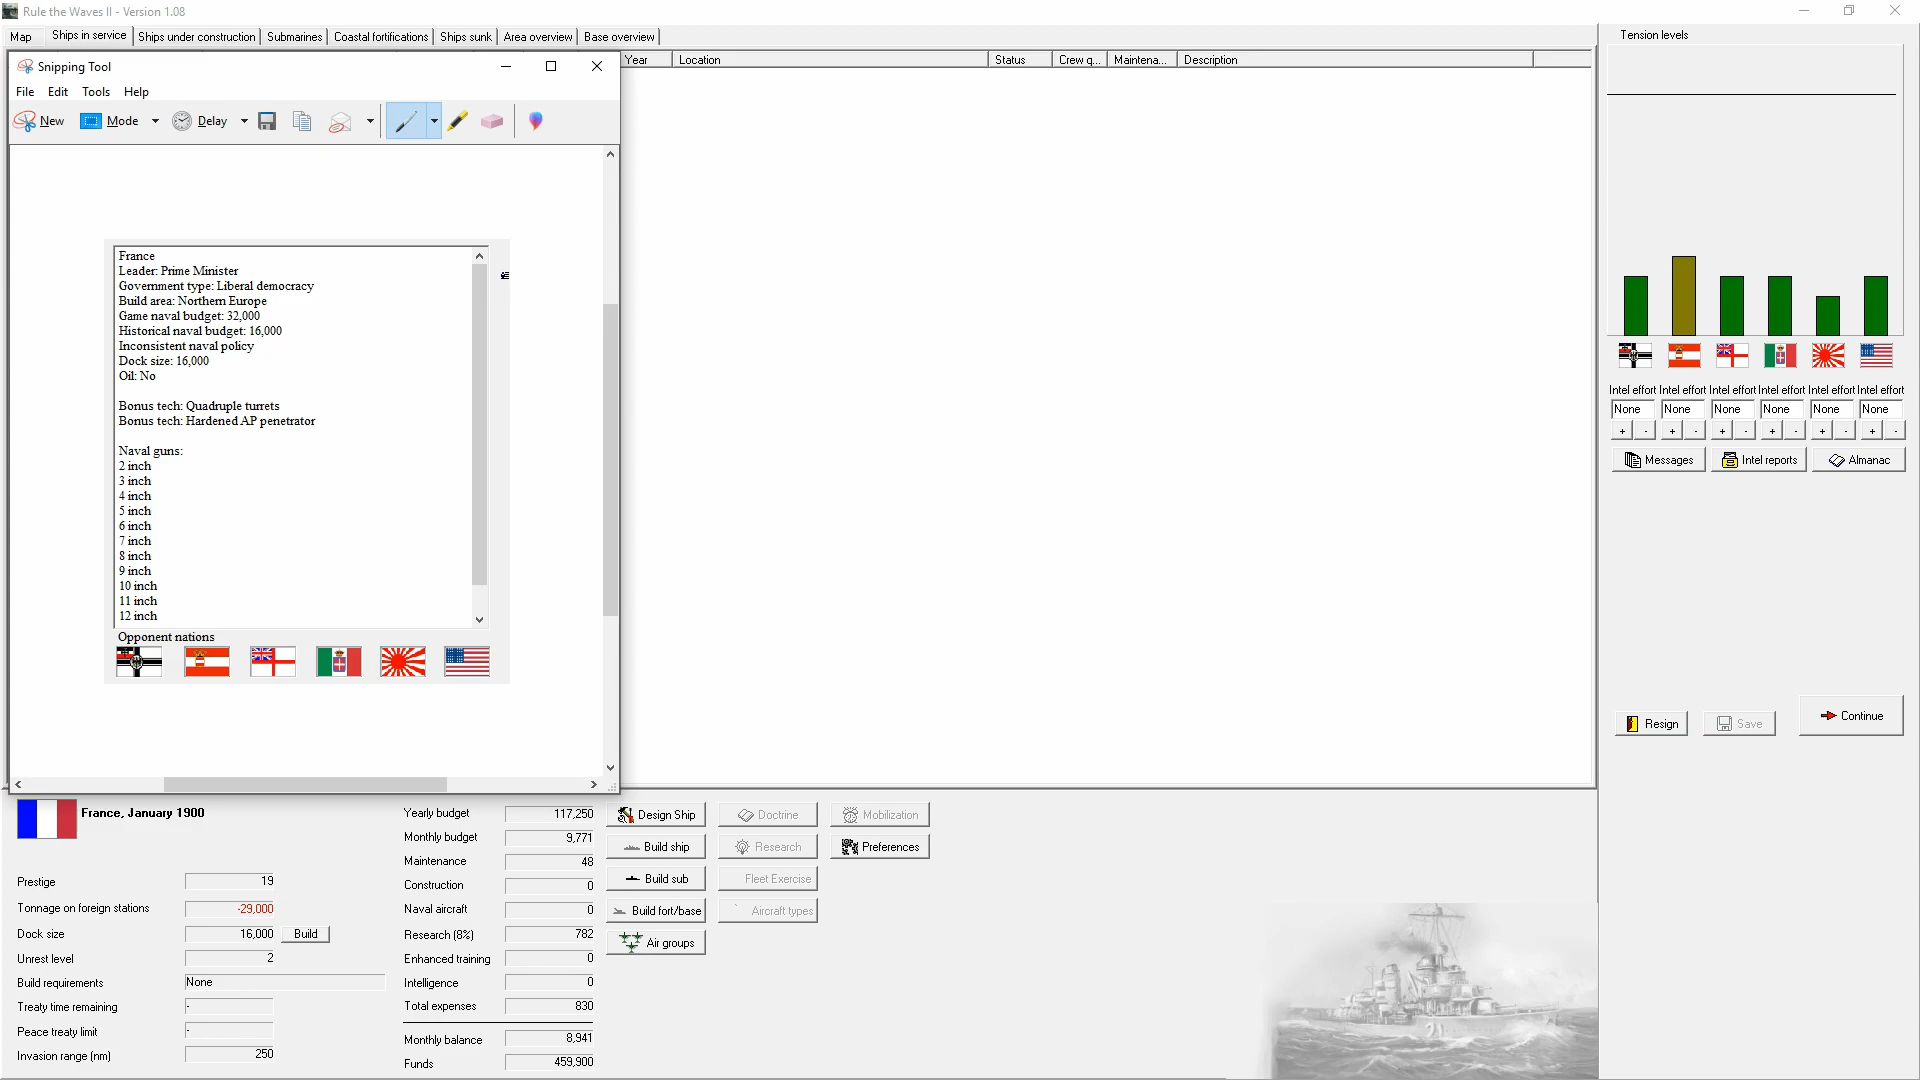 Rule the Waves II - Version 1.08
Map Ships in service Ships under construction Submarines Coastal fortifications Ships sunk Area overview Base overview
Snipping Tool
File Edit Tools Help
New Mode Delay
France
Leader: Prime Minister
Government type: Liberal democracy
Build area: Northern Europe
Game naval budget: 32,000
Historical naval budget: 16,000
Inconsistent naval policy
Dock size: 16,000
Oil: No
Bonus tech: Quadruple turrets
Bonus tech: Hardened AP penetrator
Naval guns:
2 inch
3 inch
4 inch
5 inch
6 inch
7 inch
8 inch
9 inch
10 inch
11 inch
12 inch
Opponent nations
Year Location Status Crew q... Maintena... Description
Tension levels
Intel effort Intel effort Intel effort Intel effort Intel effort Intel effort
None None None None None None
+ - + - + - + - + - + -
Messages Intel reports Almanac
Resign Save Continue
France, January 1900
Prestige 19
Tonnage on foreign stations -29,000
Dock size 16,000 Build
Unrest level 2
Build requirements None
Treaty time remaining -
Peace treaty limit -
Invasion range (nm) 250
Yearly budget 117,250
Monthly budget 9,771
Maintenance 48
Construction 0
Naval aircraft 0
Research (8%) 782
Enhanced training 0
Intelligence 0
Total expenses 830
Monthly balance 8,941
Funds 459,900
Design Ship Doctrine Mobilization
Build ship Research Preferences
Build sub Fleet Exercise
Build fort/base Aircraft types
Air groups